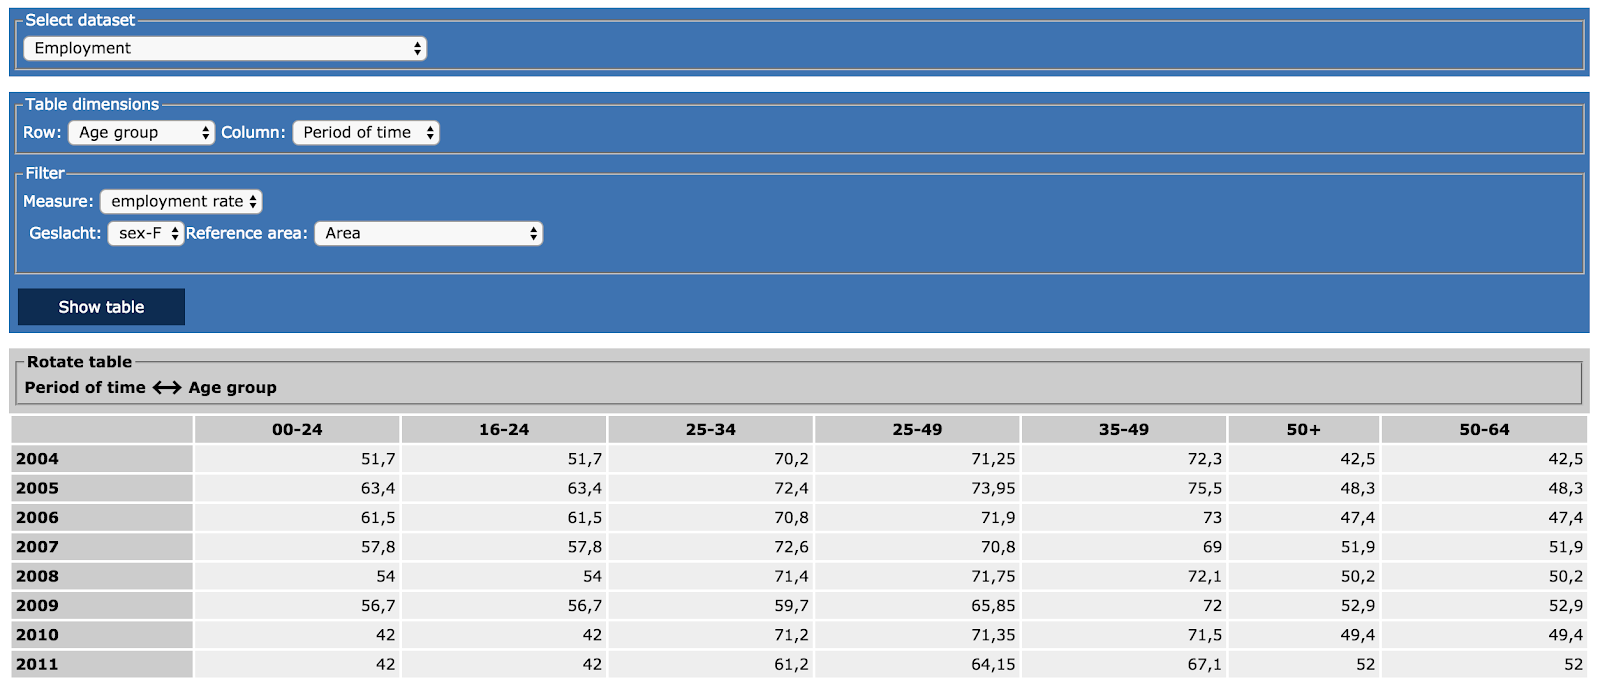 Select dataset
Employment
Table dimensions
Row: Age group Column: Period of time
Filter
Measure: employment rate
Geslacht: sex-F Reference area: Area
Show table
Rotate table
Period of time ↔ Age group
00-24 16-24 25-34 25-49 35-49 50+ 50-64
2004 51,7 51,7 70,2 71,25 72,3 42,5 42,5
2005 63,4 63,4 72,4 73,95 75,5 48,3 48,3
2006 61,5 61,5 70,8 71,9 73 47,4 47,4
2007 57,8 57,8 72,6 70,8 69 51,9 51,9
2008 54 54 71,4 71,75 72,1 50,2 50,2
2009 56,7 56,7 59,7 65,85 72 52,9 52,9
2010 42 42 71,2 71,35 71,5 49,4 49,4
2011 42 42 61,2 64,15 67,1 52 52